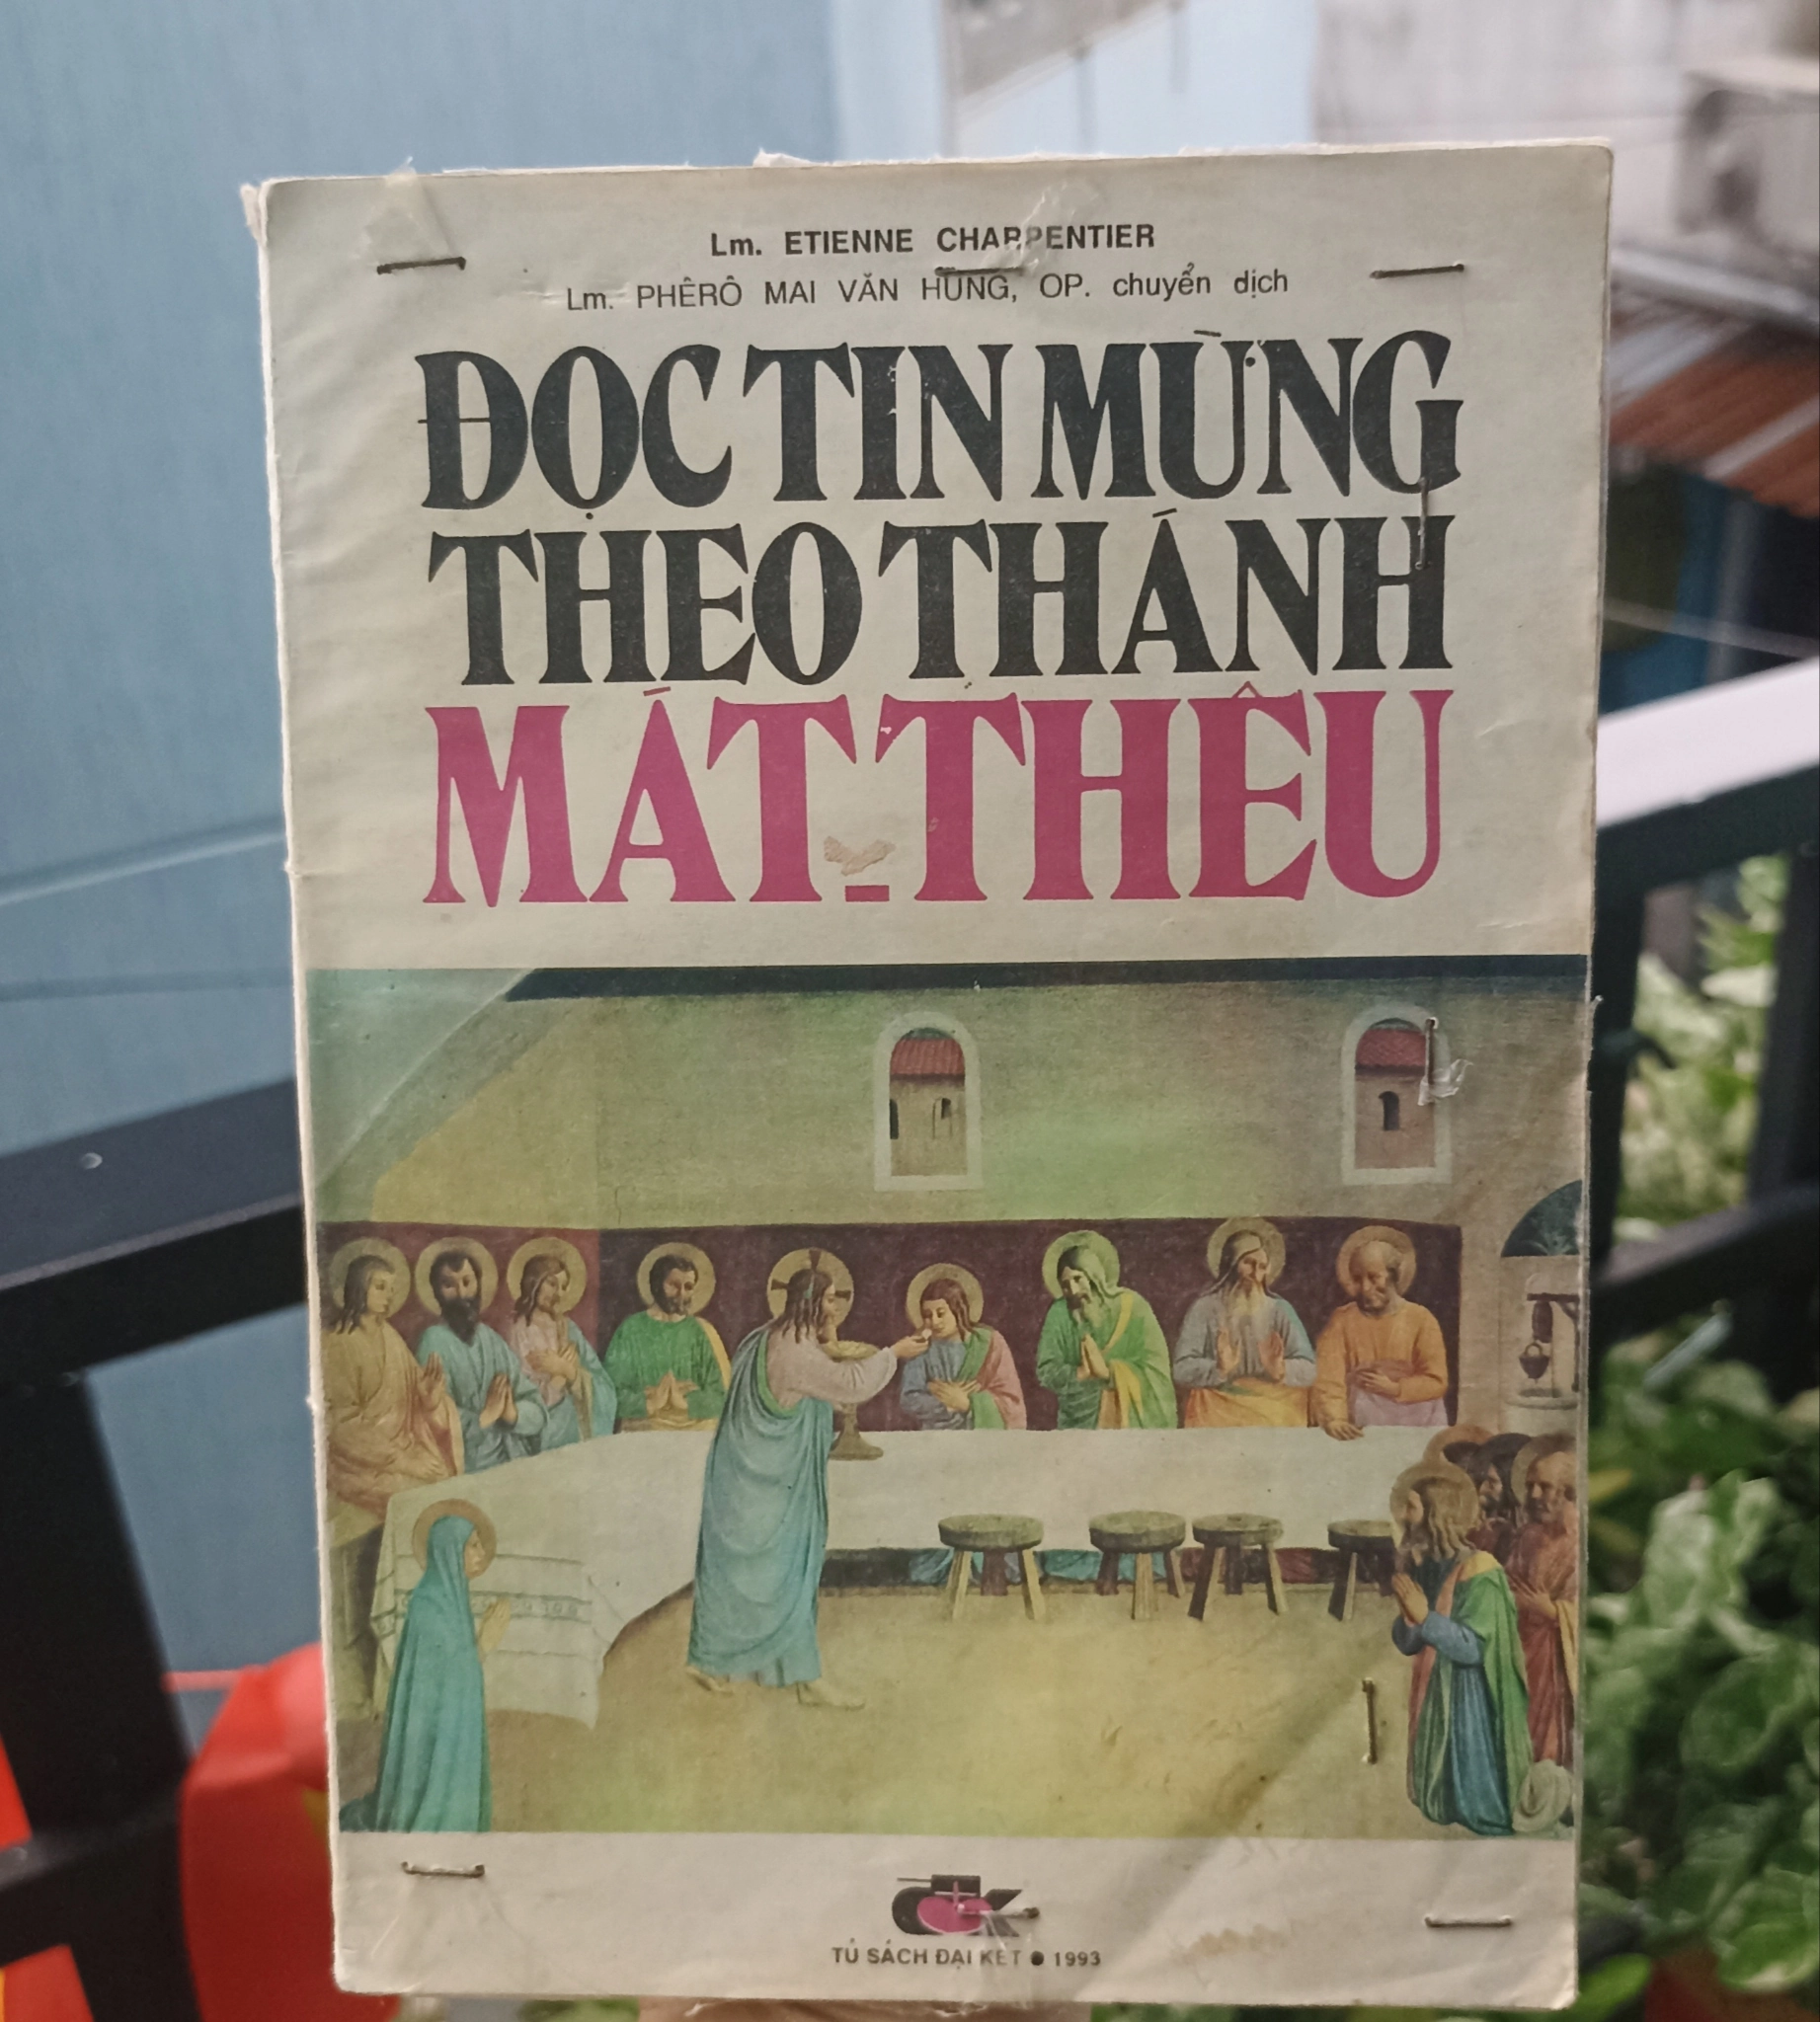 Lm. ETIENNE CHARPENTIER
Lm. PHÊRÔ MAI VĂN HÙNG, OP. chuyển dịch
ĐỌC TIN MỪNG
THEO THÁNH
MÁT-THÊU
TỦ SÁCH ĐẠI KẾT ● 1993